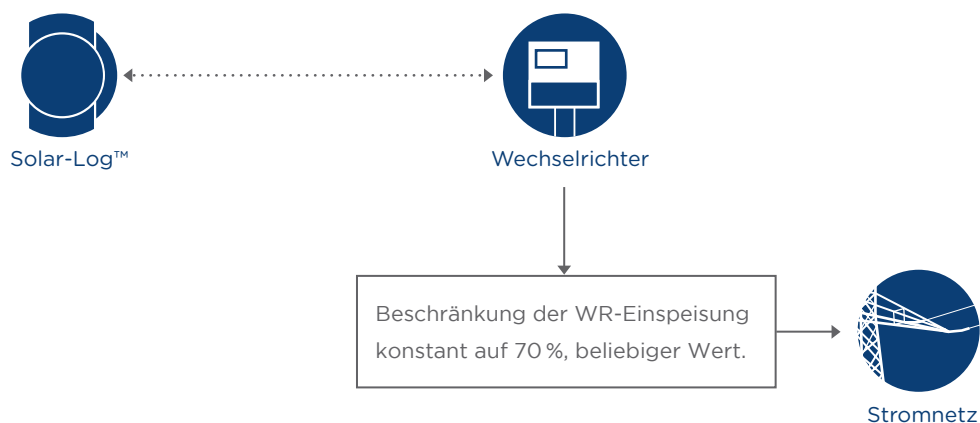 Solar-Log™
Wechselrichter
Beschränkung der WR-Einspeisung
konstant auf 70 %, beliebiger Wert.
Stromnetz